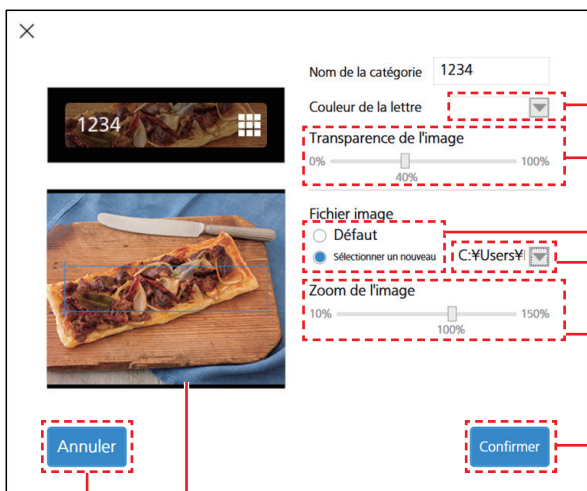 Nom de la catégorie 1234
Couleur de la lettre
1234
Transparence de l'image
0% 100%
40%
Fichier image
Défaut
Sélectionner un nouveau C:¥Users¥
Zoom de l'image
10% 150%
100%
Annuler
Confirmer